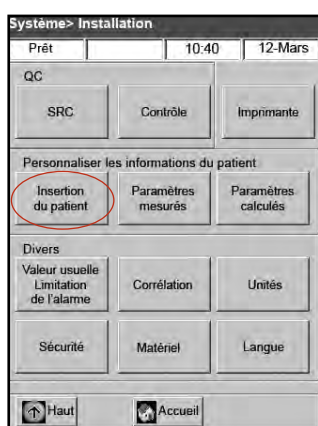 Système> Installation
Prêt 10:40 12-Mars
QC
SRC Contrôle Imprimante
Personnaliser les informations du patient
Insertion du patient Paramètres mesurés Paramètres calculés
Divers
Valeur usuelle Limitation de l'alarme Corrélation Unités
Sécurité Matériel Langue
Haut Accueil